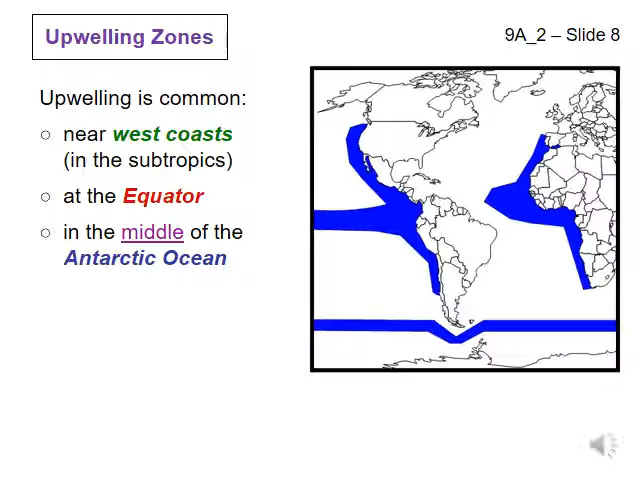 Upwelling Zones
9A_2 – Slide 8
Upwelling is common:
○ near west coasts
(in the subtropics)
○ at the Equator
○ in the middle of the
Antarctic Ocean